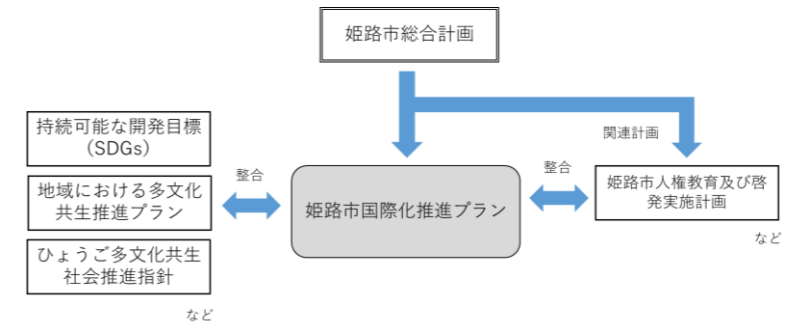 姫路市総合計画
持続可能な開発目標
(SDGs)
関連計画
整合
整合
地域における多文化
共生推進プラン
姫路市国際化推進プラン
姫路市人権教育及び啓
発実施計画
など
ひょうご多文化共生
社会推進指針
など